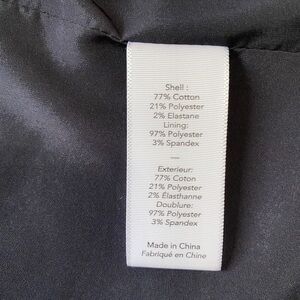 Shell :
77% Cotton
21% Polyester
2% Elastane
Lining:
97% Polyester
3% Spandex
—
Exterieur:
77% Coton
21% Polyester
2% Élasthanne
Doublure:
97% Polyester
3% Spandex
Made in China
Fabriqué en Chine